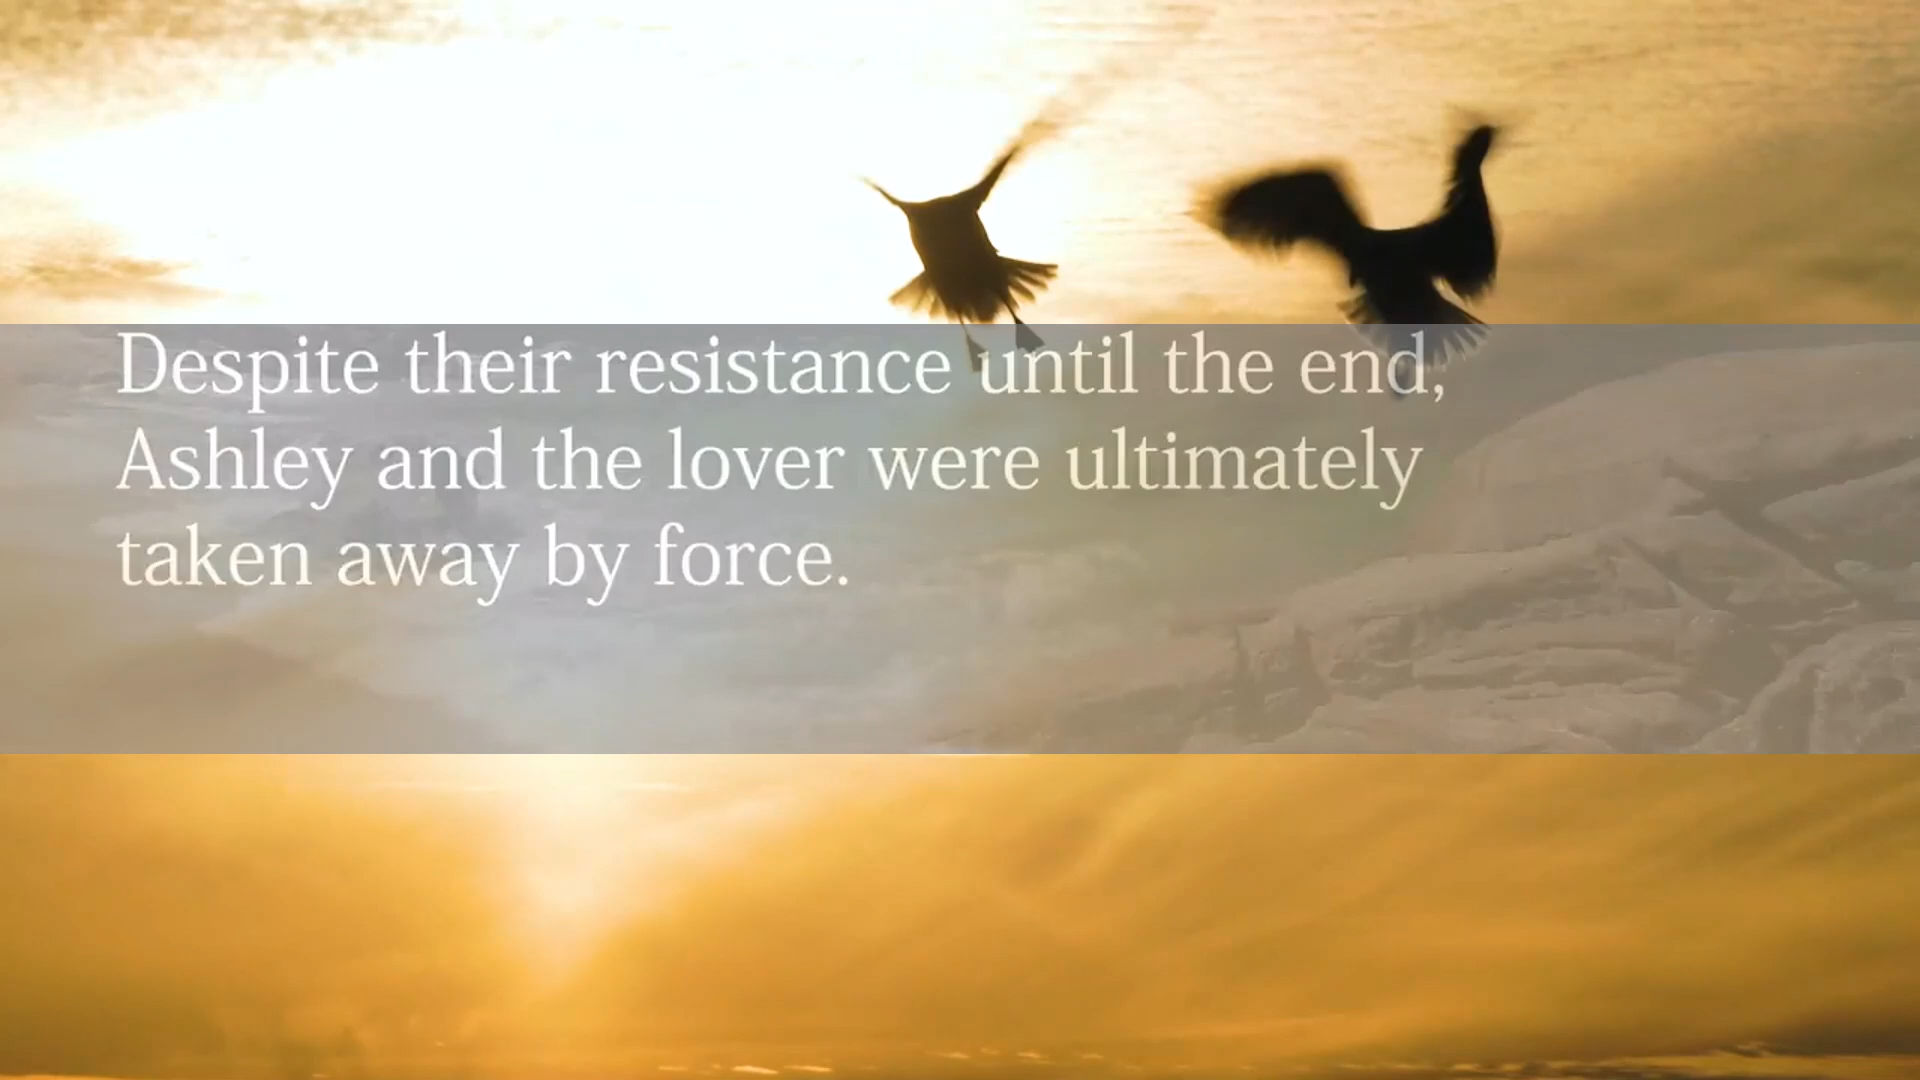 Despite their resistance until the end,
Ashley and the lover were ultimately
taken away by force.